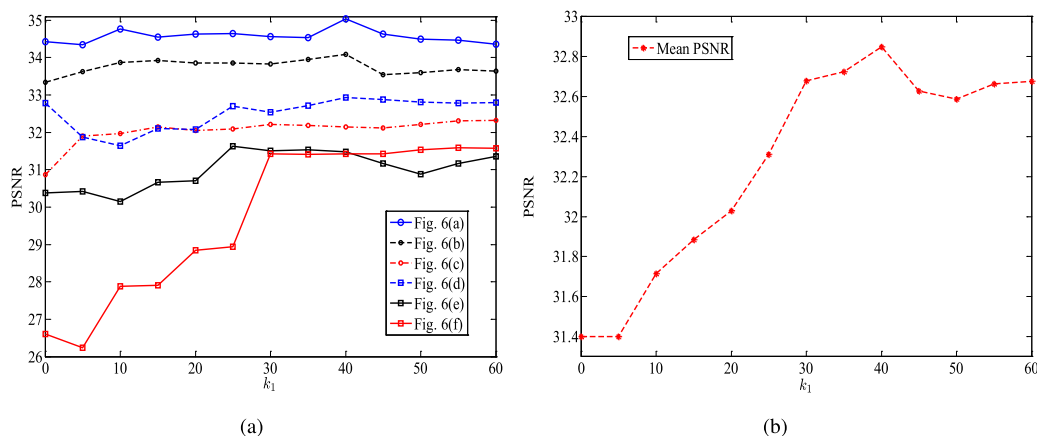 35
34
33
32
31
30
29
28
27
26
PSNR
0
10
20
30
40
50
60
k1
Fig. 6(a)
Fig. 6(b)
Fig. 6(c)
Fig. 6(d)
Fig. 6(e)
Fig. 6(f)
(a)
33
32.8
32.6
32.4
32.2
32
31.8
31.6
31.4
PSNR
0
10
20
30
40
50
60
k1
Mean PSNR
(b)